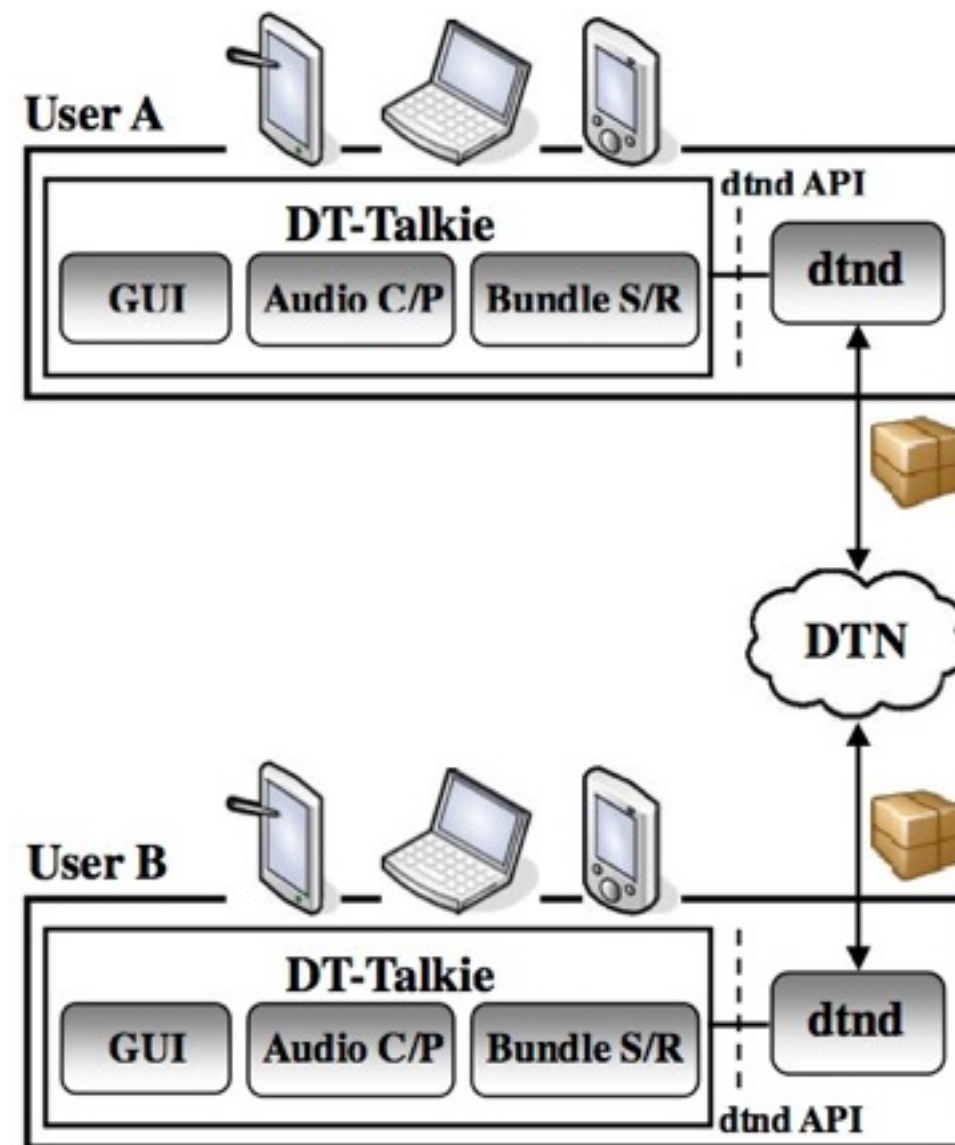 User A
dtnd API
DT-Talkie
dtnd
GUI
Audio C/P
Bundle S/R
DTN
User B
DT-Talkie
dtnd
GUI
Audio C/P
Bundle S/R
dtnd API